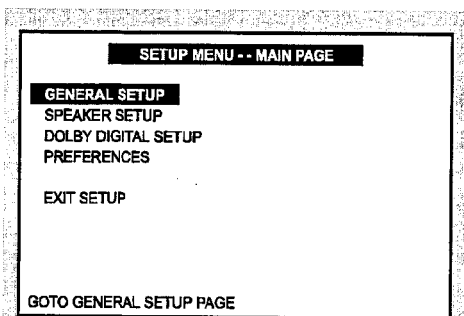 SETUP MENU - - MAIN PAGE
GENERAL SETUP
SPEAKER SETUP
DOLBY DIGITAL SETUP
PREFERENCES
EXIT SETUP
GOTO GENERAL SETUP PAGE